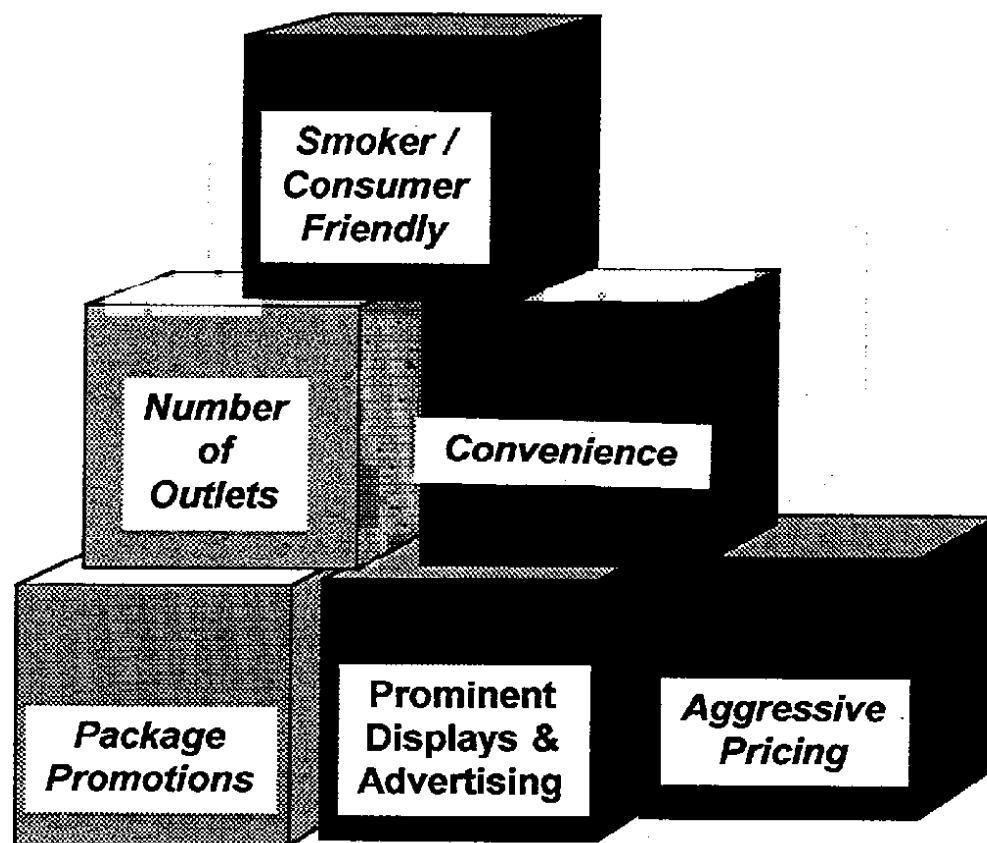 Smoker /
Consumer
Friendly
Number
of
Outlets
Convenience
Package
Promotions
Prominent
Displays &
Advertising
Aggressive
Pricing